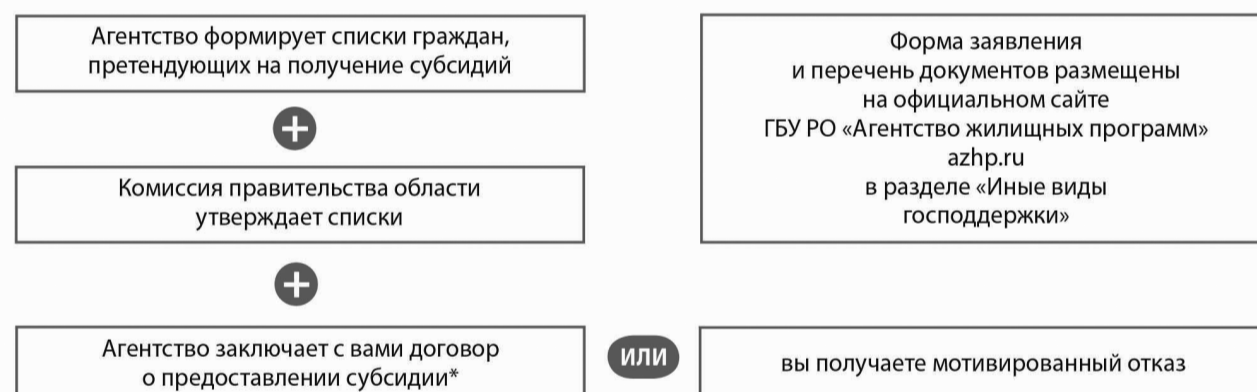 Агентство формирует списки граждан,
претендующих на получение субсидий
Комиссия правительства области
утверждает списки
Агентство заключает с вами договор
о предоставлении субсидии*
Форма заявления
и перечень документов размещены
на официальном сайте
ГБУ РО «Агентство жилищных программ»
azhp.ru
в разделе «Иные виды
господдержки»
ИЛИ
вы получаете мотивированный отказ